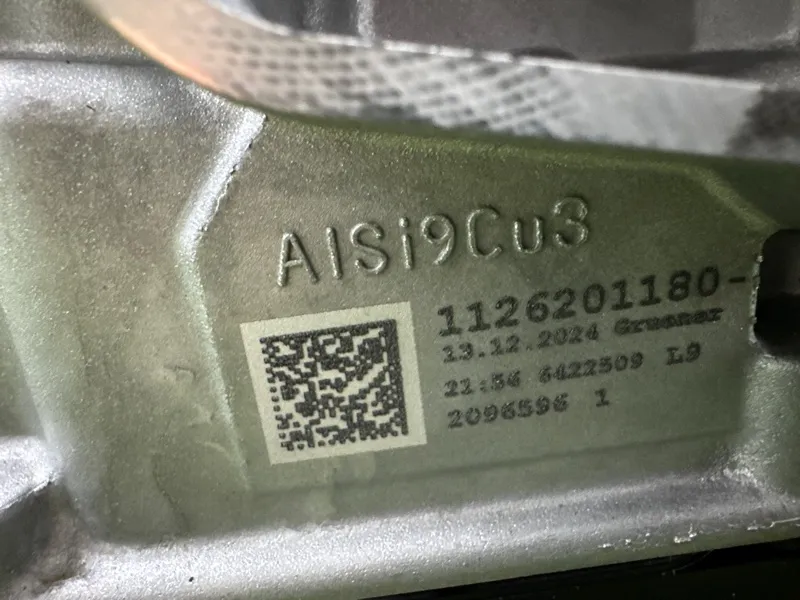 AlSi9Cu3
1126201180-
13.12.2024 Gruener
21:56 6422509 L9
2096596 1